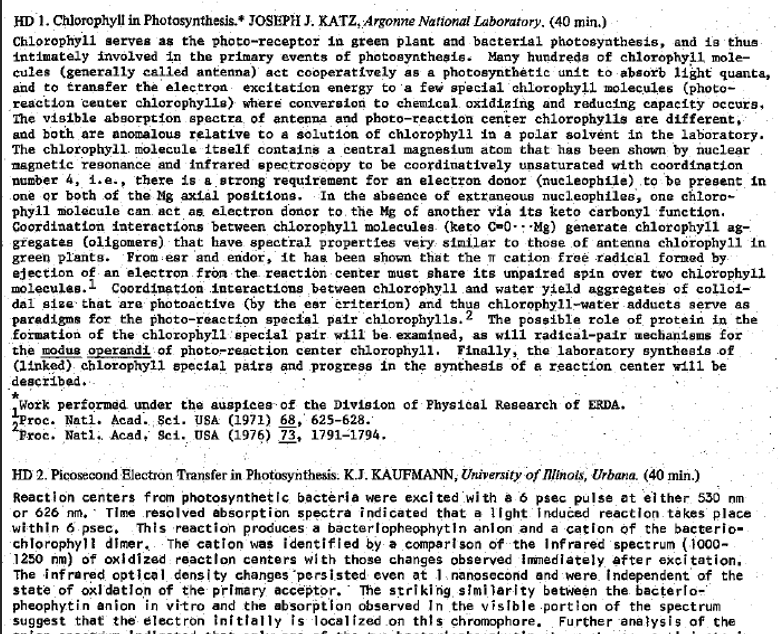 HD 1. Chlorophyll in Photosynthesis.* JOSEPH J. KATZ, Argonne National Laboratory. (40 min.)
Chlorophyll serves as the photo-receptor in green plant and bacterial photosynthesis, and is thus
intimately involved in the primary events of photosynthesis. Many hundreds of chlorophyll mole-
cules (generally called antenna) act cooperatively as a photosynthetic unit to absorb light quanta,
and to transfer the electron excitation energy to a few special chlorophyll molecules (photo-
reaction center chlorophylls) where conversion to chemical oxidizing and reducing capacity occurs.
The visible absorption spectra of antenna and photo-reaction center chlorophylls are different,
and both are anomalous relative to a solution of chlorophyll in a polar solvent in the laboratory.
The chlorophyll molecule itself contains a central magnesium atom that has been shown by nuclear
magnetic resonance and infrared spectroscopy to be coordinatively unsaturated with coordination
number 4, i.e., there is a strong requirement for an electron donor (nucleophile) to be present in
one or both of the Mg axial positions. In the absence of extraneous nucleophiles, one chloro-
phyll molecule can act as electron donor to the Mg of another via its keto carbonyl function.
Coordination interactions between chlorophyll molecules (keto C=O···Mg) generate chlorophyll ag-
gregates (oligomers) that have spectral properties very similar to those of antenna chlorophyll in
green plants. From esr and endor, it has been shown that the π cation free radical formed by
ejection of an electron from the reaction center must share its unpaired spin over two chlorophyll
molecules.1 Coordination interactions between chlorophyll and water yield aggregates of colloi-
dal size that are photoactive (by the esr criterion) and thus chlorophyll-water adducts serve as
paradigms for the photo-reaction special pair chlorophylls.2 The possible role of protein in the
formation of the chlorophyll special pair will be examined, as will radical-pair mechanisms for
the modus operandi of photo-reaction center chlorophyll. Finally, the laboratory synthesis of
(linked) chlorophyll special pairs and progress in the synthesis of a reaction center will be
described.
*Work performed under the auspices of the Division of Physical Research of ERDA.
1Proc. Natl. Acad. Sci. USA (1971) 68, 625-628.
2Proc. Natl. Acad. Sci. USA (1976) 73, 1791-1794.
HD 2. Picosecond Electron Transfer in Photosynthesis. K.J. KAUFMANN, University of Illinois, Urbana. (40 min.)
Reaction centers from photosynthetic bacteria were excited with a 6 psec pulse at either 530 nm
or 626 nm. Time resolved absorption spectra indicated that a light induced reaction takes place
within 6 psec. This reaction produces a bacteriopheophytin anion and a cation of the bacterio-
chlorophyll dimer. The cation was identified by a comparison of the infrared spectrum (1000-
1250 nm) of oxidized reaction centers with those changes observed immediately after excitation.
The infrared optical density changes persisted even at 1 nanosecond and were independent of the
state of oxidation of the primary acceptor. The striking similarity between the bacterio-
pheophytin anion in vitro and the absorption observed in the visible portion of the spectrum
suggest that the electron initially is localized on this chromophore. Further analysis of the